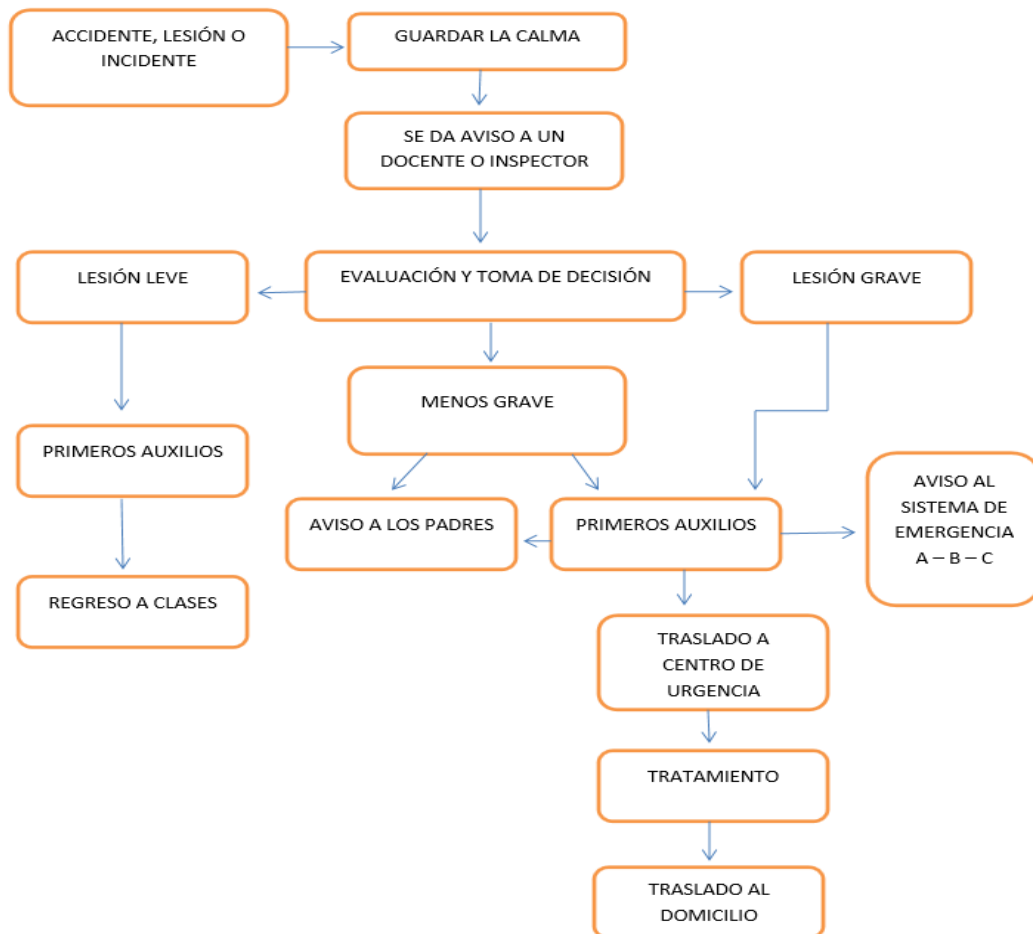 ACCIDENTE, LESIÓN O
INCIDENTE
GUARDAR LA CALMA
SE DA AVISO A UN
DOCENTE O INSPECTOR
LESIÓN LEVE
EVALUACIÓN Y TOMA DE DECISIÓN
LESIÓN GRAVE
MENOS GRAVE
PRIMEROS AUXILIOS
AVISO A LOS PADRES
PRIMEROS AUXILIOS
AVISO AL
SISTEMA DE
EMERGENCIA
A – B – C
REGRESO A CLASES
TRASLADO A
CENTRO DE
URGENCIA
TRATAMIENTO
TRASLADO AL
DOMICILIO